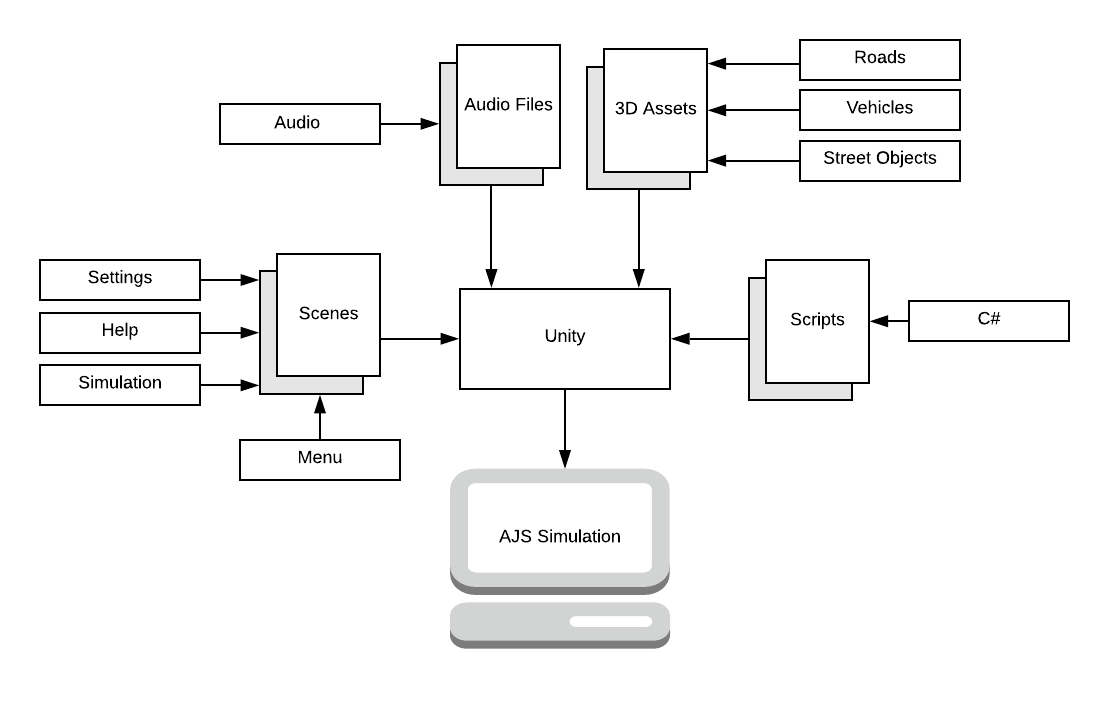 Roads
Audio Files
3D Assets
Vehicles
Audio
Street Objects
Settings
Scenes
Scripts
C#
Help
Unity
Simulation
Menu
AJS Simulation